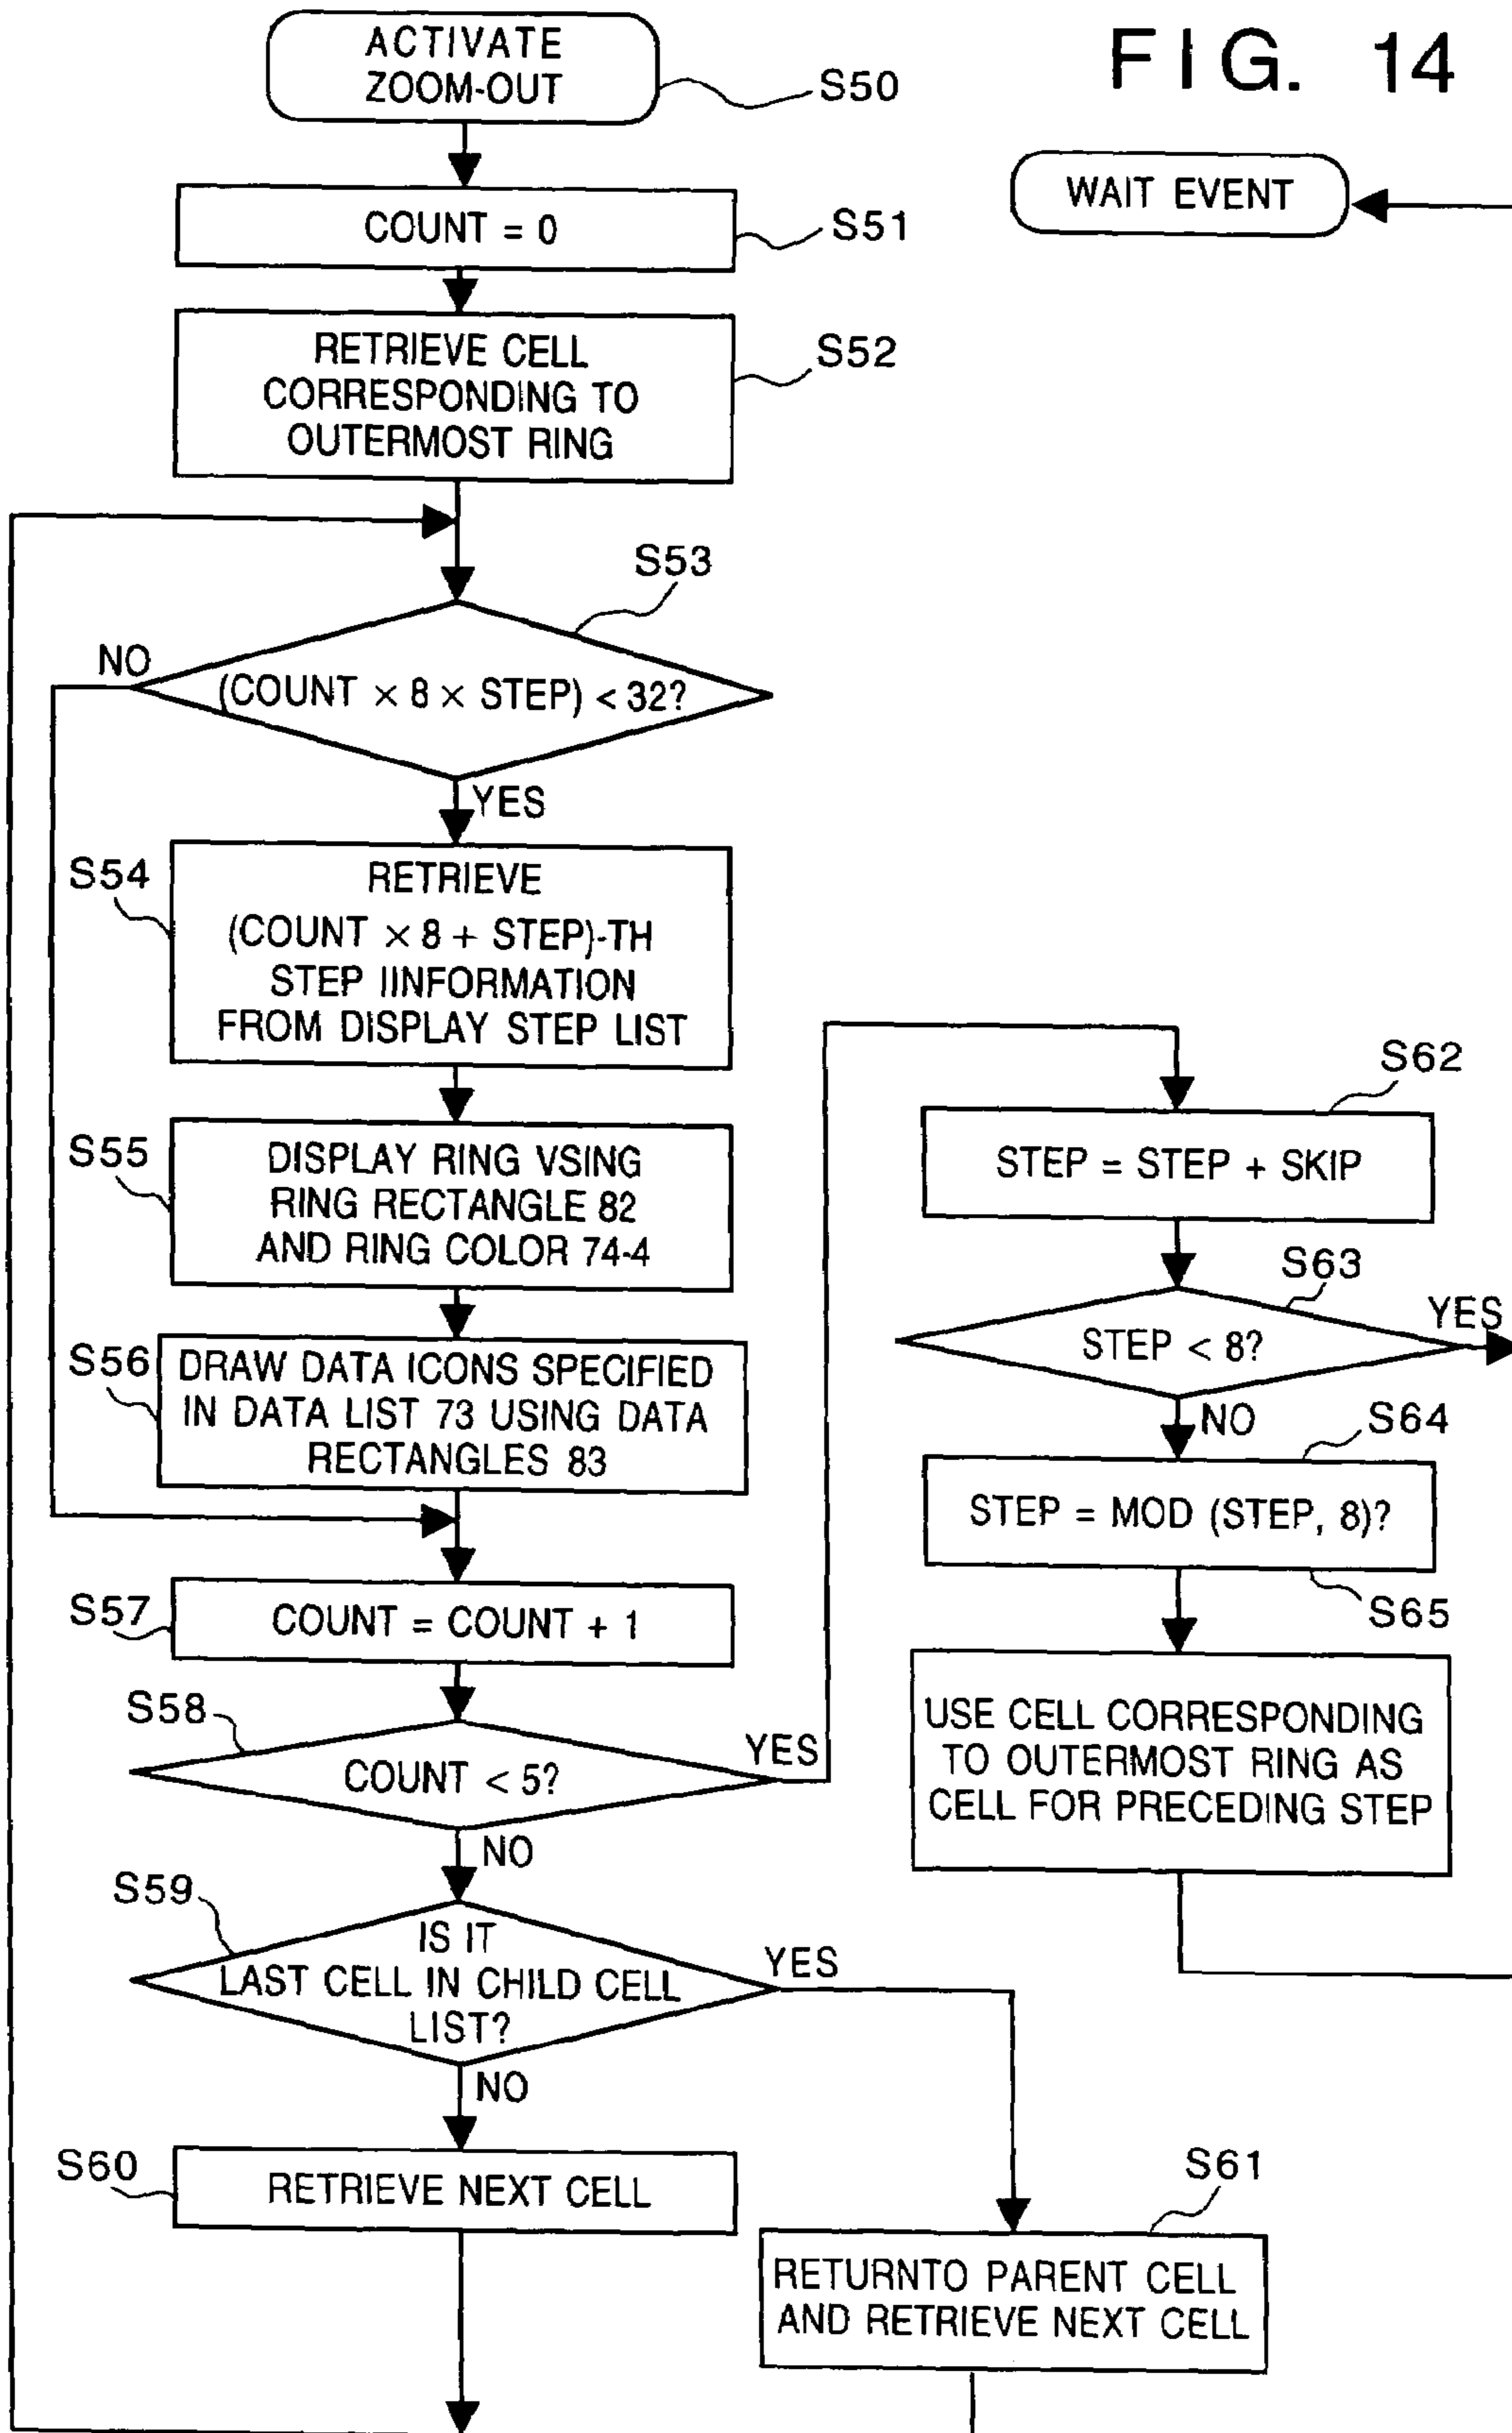 FIG. 14
ACTIVATE
ZOOM-OUT
S50
WAIT EVENT
COUNT = 0
S51
RETRIEVE CELL
CORRESPONDING TO
OUTERMOST RING
S52
S53
NO
(COUNT × 8 × STEP) < 32?
YES
S54
RETRIEVE
(COUNT × 8 + STEP)-TH
STEP IINFORMATION
FROM DISPLAY STEP LIST
S55
DISPLAY RING VSING
RING RECTANGLE 82
AND RING COLOR 74-4
S56
DRAW DATA ICONS SPECIFIED
IN DATA LIST 73 USING DATA
RECTANGLES 83
S57
COUNT = COUNT + 1
S58
COUNT < 5?
YES
NO
S59
IS IT
LAST CELL IN CHILD CELL
LIST?
YES
NO
S60
RETRIEVE NEXT CELL
S61
RETURNTO PARENT CELL
AND RETRIEVE NEXT CELL
S62
STEP = STEP + SKIP
S63
STEP < 8?
YES
NO
S64
STEP = MOD (STEP, 8)?
S65
USE CELL CORRESPONDING
TO OUTERMOST RING AS
CELL FOR PRECEDING STEP